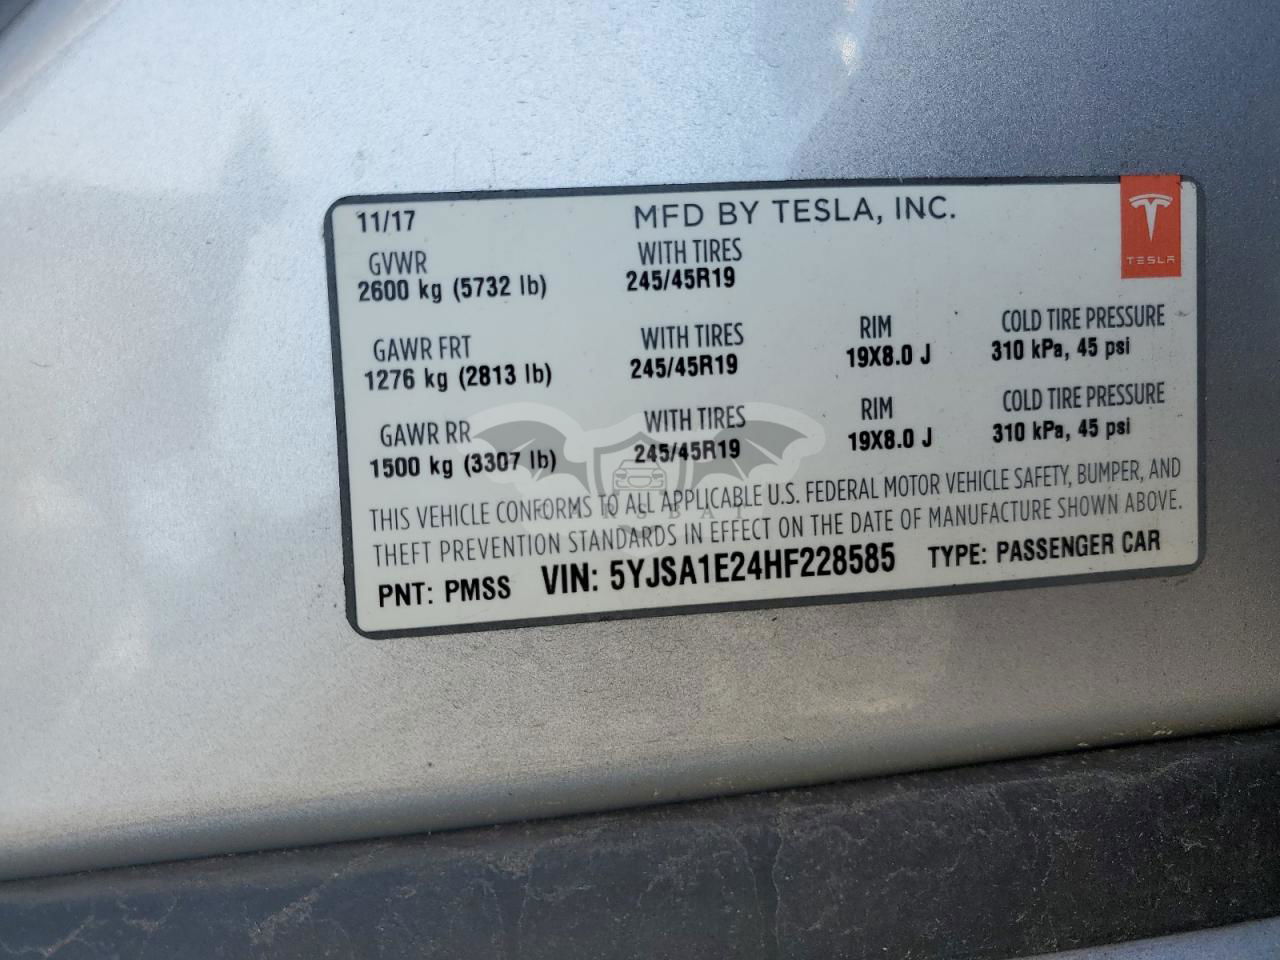 11/17 MFD BY TESLA, INC.
TESLA
GVWR WITH TIRES
2600 kg (5732 lb) 245/45R19
GAWR FRT WITH TIRES RIM COLD TIRE PRESSURE
1276 kg (2813 lb) 245/45R19 19X8.0 J 310 kPa, 45 psi
GAWR RR WITH TIRES RIM COLD TIRE PRESSURE
1500 kg (3307 lb) 245/45R19 19X8.0 J 310 kPa, 45 psi
THIS VEHICLE CONFORMS TO ALL APPLICABLE U.S. FEDERAL MOTOR VEHICLE SAFETY, BUMPER, AND
THEFT PREVENTION STANDARDS IN EFFECT ON THE DATE OF MANUFACTURE SHOWN ABOVE.
PNT: PMSS VIN: 5YJSA1E24HF228585 TYPE: PASSENGER CAR